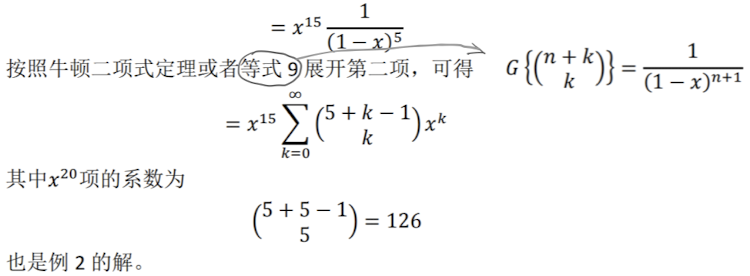 = x^{15} \frac{1}{(1-x)^5}
按照牛顿二项式定理或者等式 9 展开第二项，可得 G\left\{\binom{n+k}{k}\right\} = \frac{1}{(1-x)^{n+1}}
= x^{15} \sum_{k=0}^{\infty} \binom{5+k-1}{k} x^k
其中x^{20}项的系数为
\binom{5+5-1}{5} = 126
也是例 2 的解。